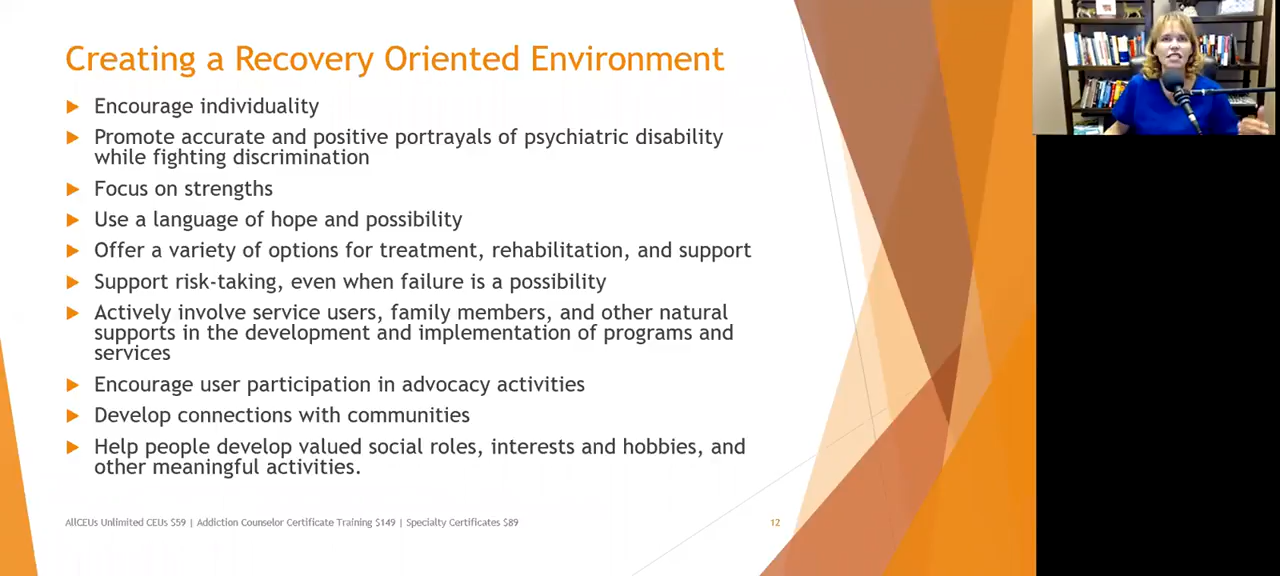 Creating a Recovery Oriented Environment
Encourage individuality
Promote accurate and positive portrayals of psychiatric disability
while fighting discrimination
Focus on strengths
Use a language of hope and possibility
Offer a variety of options for treatment, rehabilitation, and support
Support risk-taking, even when failure is a possibility
Actively involve service users, family members, and other natural
supports in the development and implementation of programs and
services
Encourage user participation in advocacy activities
Develop connections with communities
Help people develop valued social roles, interests and hobbies, and
other meaningful activities.
AllCEUs Unlimited CEUs $59 | Addiction Counselor Certificate Training $149 | Specialty Certificates $89
12